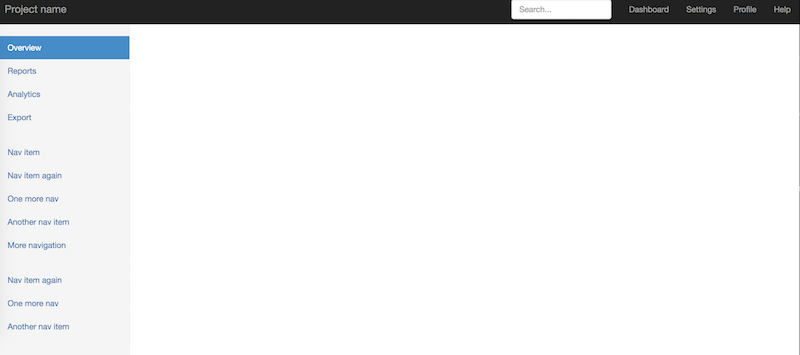 Project name
Search...
Dashboard
Settings
Profile
Help
Overview
Reports
Analytics
Export
Nav item
Nav item again
One more nav
Another nav item
More navigation
Nav item again
One more nav
Another nav item